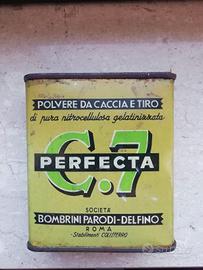 POLVERE DA CACCIA E TIRO
di pura nitrocellulosa gelatinizzata
C.7
PERFECTA
SOCIETÀ
BOMBRINI PARODI-DELFINO
ROMA
-Stabilimenti COLLEFERRO-